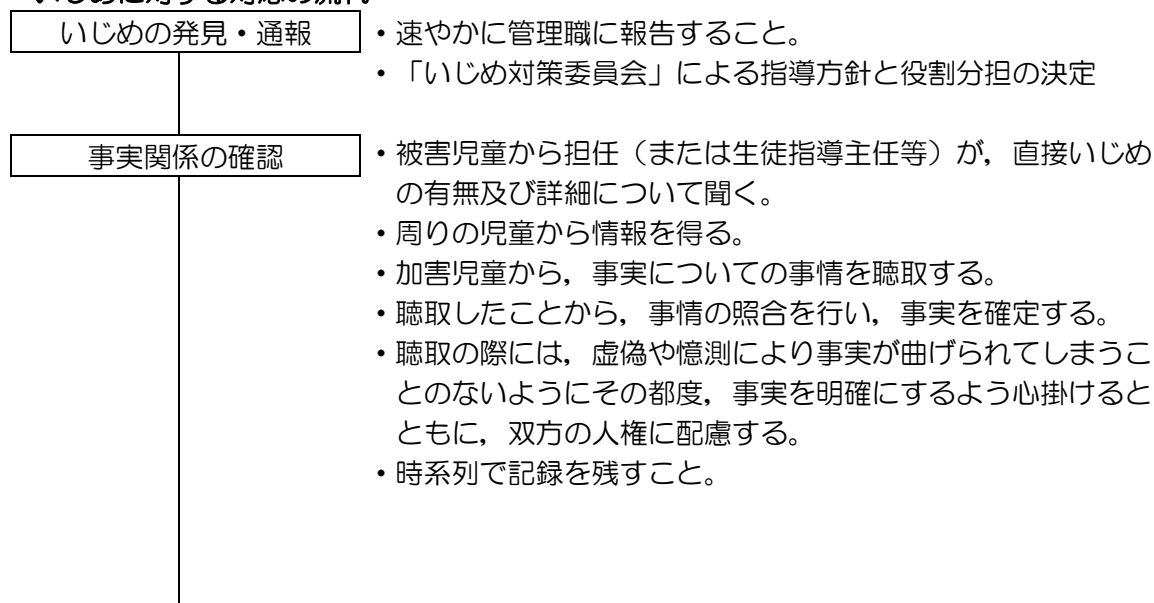 いじめの発見・通報
・速やかに管理職に報告すること。
・「いじめ対策委員会」による指導方針と役割分担の決定
事実関係の確認
・被害児童から担任(または生徒指導主任等)が,直接いじめ
の有無及び詳細について聞く。
・周りの児童から情報を得る。
・加害児童から,事実についての事情を聴取する。
・聴取したことから,事情の照合を行い,事実を確定する。
・聴取の際には,虚偽や憶測により事実が曲げられてしまうこ
とのないようにその都度,事実を明確にするよう心掛けると
ともに,双方の人権に配慮する。
・時系列で記録を残すこと。